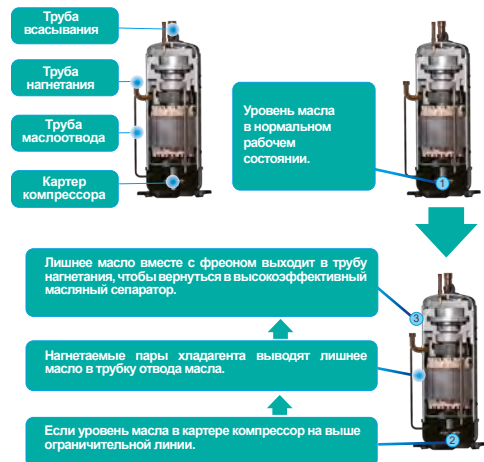 Труба
всасывания
Труба
нагнетания
Труба
маслоотвода
Картер
компрессора
Уровень масла
в нормальном
рабочем
состоянии.
1
Лишнее масло вместе с фреоном выходит в трубу
нагнетания, чтобы вернуться в высокоэффективный
масляный сепаратор.
3
Нагнетаемые пары хладагента выводят лишнее
масло в трубку отвода масла.
Если уровень масла в картере компрессор на выше
ограничительной линии.
2